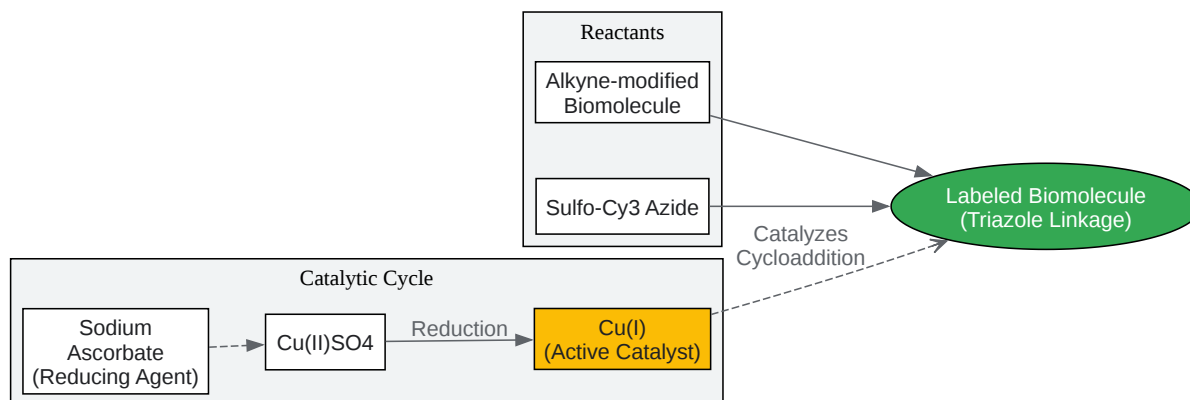 Reactants
Alkyne-modified
Biomolecule
Sulfo-Cy3 Azide
Labeled Biomolecule
(Triazole Linkage)
Catalyzes
Cycloaddition
Catalytic Cycle
Sodium
Ascorbate
(Reducing Agent)
Cu(II)SO4
Reduction
Cu(I)
(Active Catalyst)